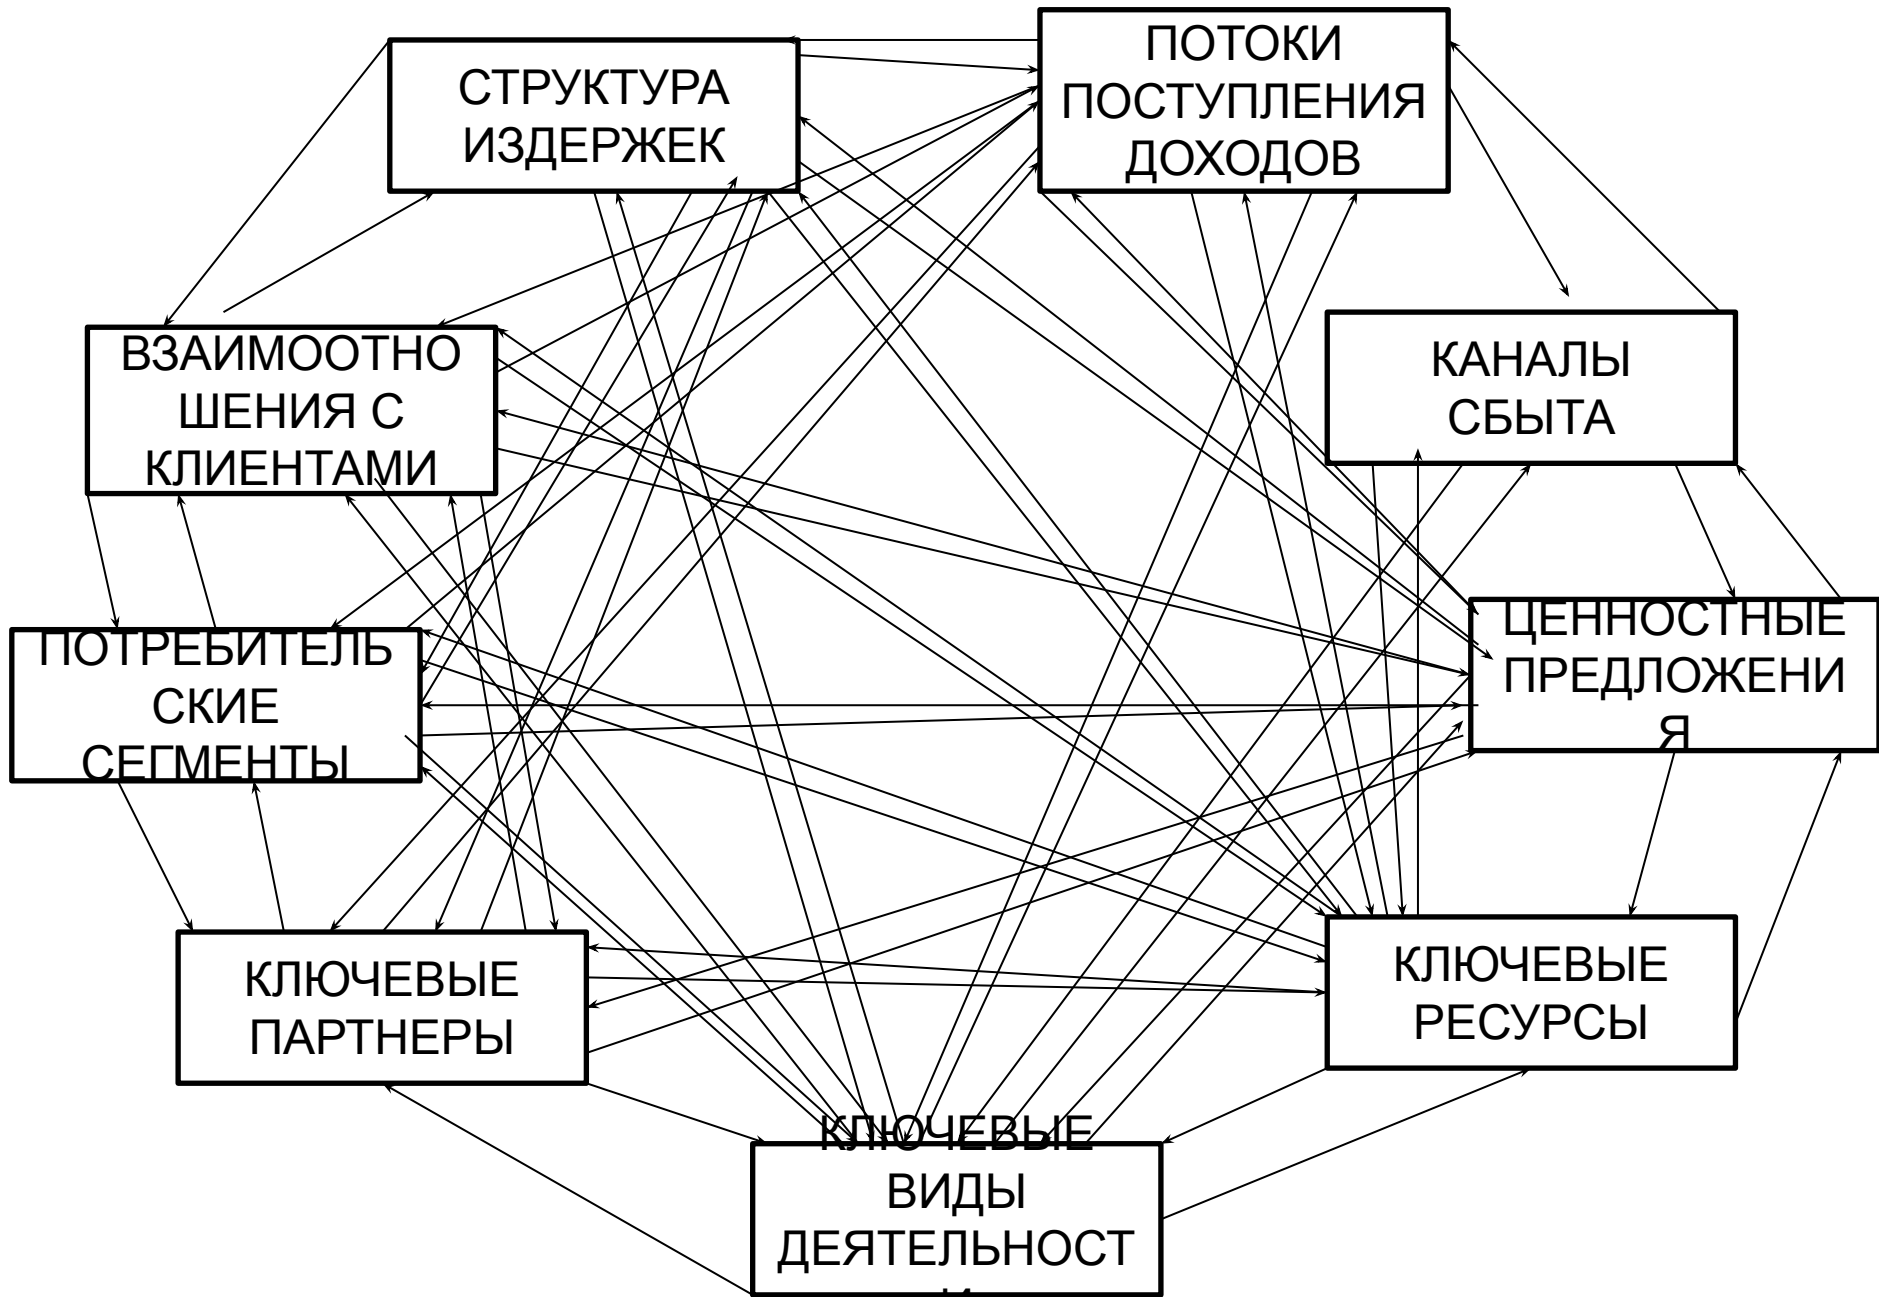 СТРУКТУРА
ИЗДЕРЖЕК
ПОТОКИ
ПОСТУПЛЕНИЯ
ДОХОДОВ
ВЗАИМООТНО
ШЕНИЯ С
КЛИЕНТАМИ
КАНАЛЫ
СБЫТА
ПОТРЕБИТЕЛЬ
СКИЕ
СЕГМЕНТЫ
ЦЕННОСТНЫЕ
ПРЕДЛОЖЕНИ
Я
КЛЮЧЕВЫЕ
ПАРТНЕРЫ
КЛЮЧЕВЫЕ
РЕСУРСЫ
КЛЮЧЕВЫЕ
ВИДЫ
ДЕЯТЕЛЬНОСТ
И